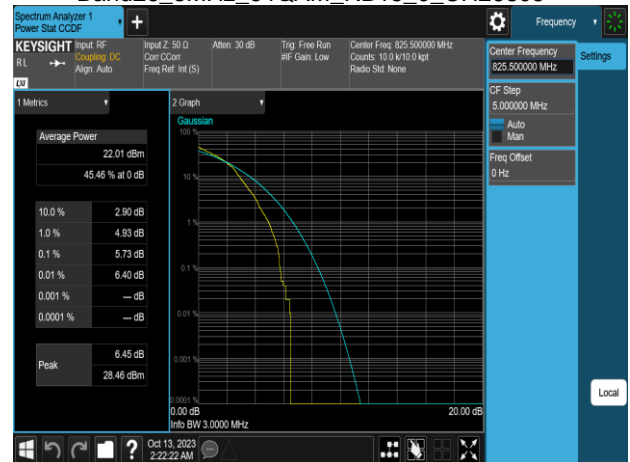 Spectrum Analyzer 1
Power Stat CCDF
Frequency
KEYSIGHT
RL
LXI
Input: RF
Coupling: DC
Align: Auto
Input Z: 50 Ω
Corr CCorr
Freq Ref: Int (S)
Atten: 30 dB
Trig: Free Run
#IF Gain: Low
Center Freq: 825.500000 MHz
Counts: 10.0 k/10.0 kpt
Radio Std: None
Center Frequency
825.500000 MHz
Settings
CF Step
5.000000 MHz
Auto
Man
Freq Offset
0 Hz
1 Metrics
Average Power
22.01 dBm
45.46 % at 0 dB
10.0 % 2.90 dB
1.0 % 4.93 dB
0.1 % 5.73 dB
0.01 % 6.40 dB
0.001 % --- dB
0.0001 % --- dB
Peak
6.45 dB
28.46 dBm
2 Graph
Gaussian
100 %
10 %
1 %
0.1 %
0.01 %
0.001 %
0.0001 %
0.00 dB
20.00 dB
Info BW 3.0000 MHz
Local
?
Oct 13, 2023
2:22:22 AM